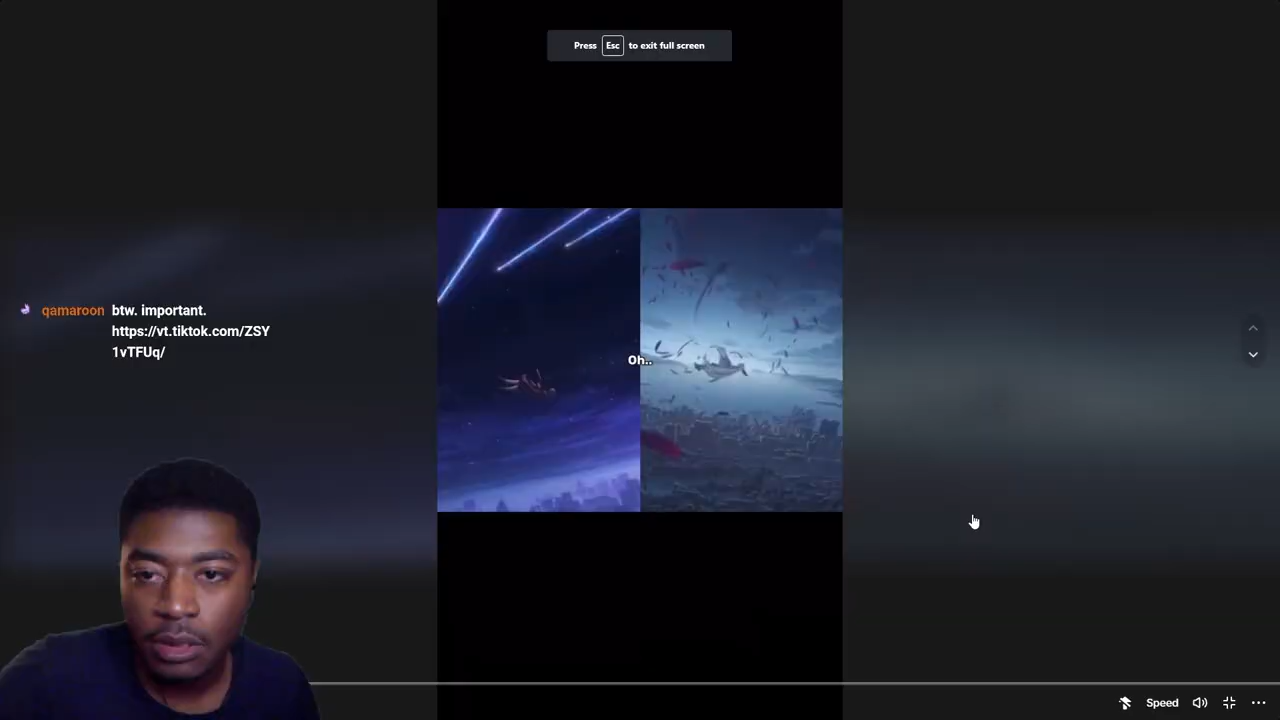 Press Esc to exit full screen
qamaroon btw. important.
https://vt.tiktok.com/ZSY
1vTFUq/
Oh..
Speed